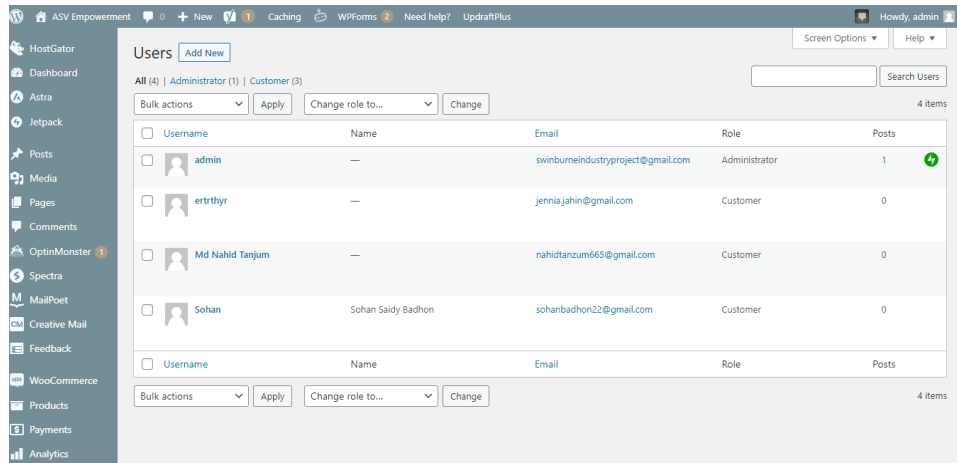 ASV Empowerment 0 + New 1 Caching WPForms 2 Need help? UpdraftPlus Howdy, admin
HostGator
Dashboard
Astra
Jetpack
Posts
Media
Pages
Comments
OptinMonster 1
Spectra
M MailPoet
CM Creative Mail
Feedback
WooCommerce
Products
$ Payments
Analytics
Screen Options ▼ Help ▼
Users Add New
All (4) | Administrator (1) | Customer (3)
Search Users
Bulk actions Apply Change role to... Change 4 items
Username Name Email Role Posts
admin — swinburneindustryproject@gmail.com Administrator 1
ertrthyr — jennia.jahin@gmail.com Customer 0
Md Nahid Tanjum — nahidtanzum665@gmail.com Customer 0
Sohan Sohan Saidy Badhon sohanbadhon22@gmail.com Customer 0
Username Name Email Role Posts
Bulk actions Apply Change role to... Change 4 items